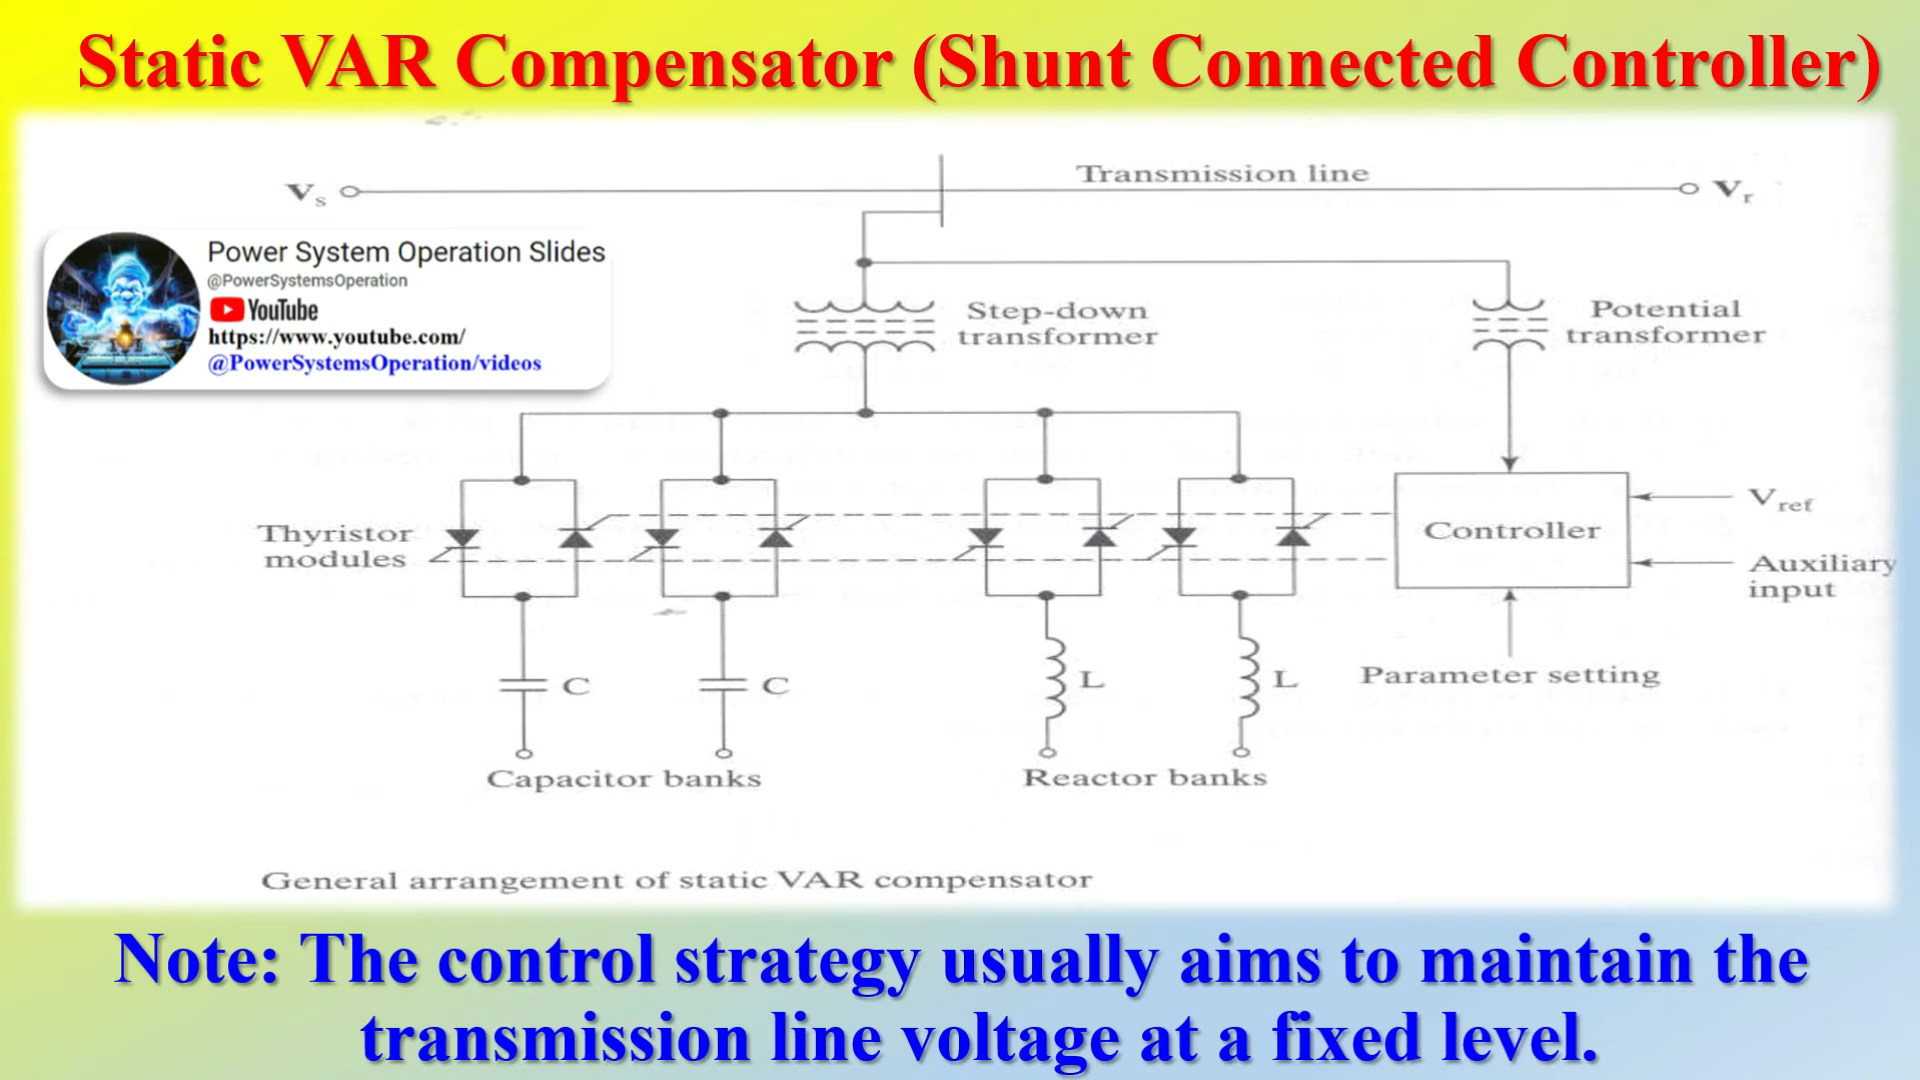 Static VAR Compensator (Shunt Connected Controller)
Transmission line
Vs
Vr
Power System Operation Slides
@PowerSystemsOperation
YouTube
https://www.youtube.com/
@PowerSystemsOperation/videos
Step-down
transformer
Potential
transformer
Thyristor
modules
Controller
Vref
Auxiliary
input
C
C
L
L
Parameter setting
Capacitor banks
Reactor banks
General arrangement of static VAR compensator
Note: The control strategy usually aims to maintain the
transmission line voltage at a fixed level.